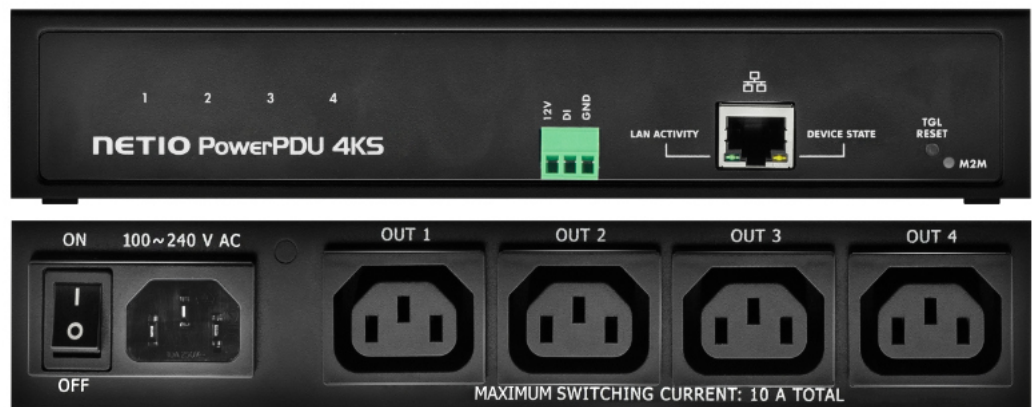 1 2 3 4
NETIO PowerPDU 4KS
12V
DI
GND
LAN ACTIVITY
DEVICE STATE
TGL
RESET
M2M
ON
100~240 V AC
I
O
OFF
OUT 1
OUT 2
OUT 3
OUT 4
MAXIMUM SWITCHING CURRENT: 10 A TOTAL